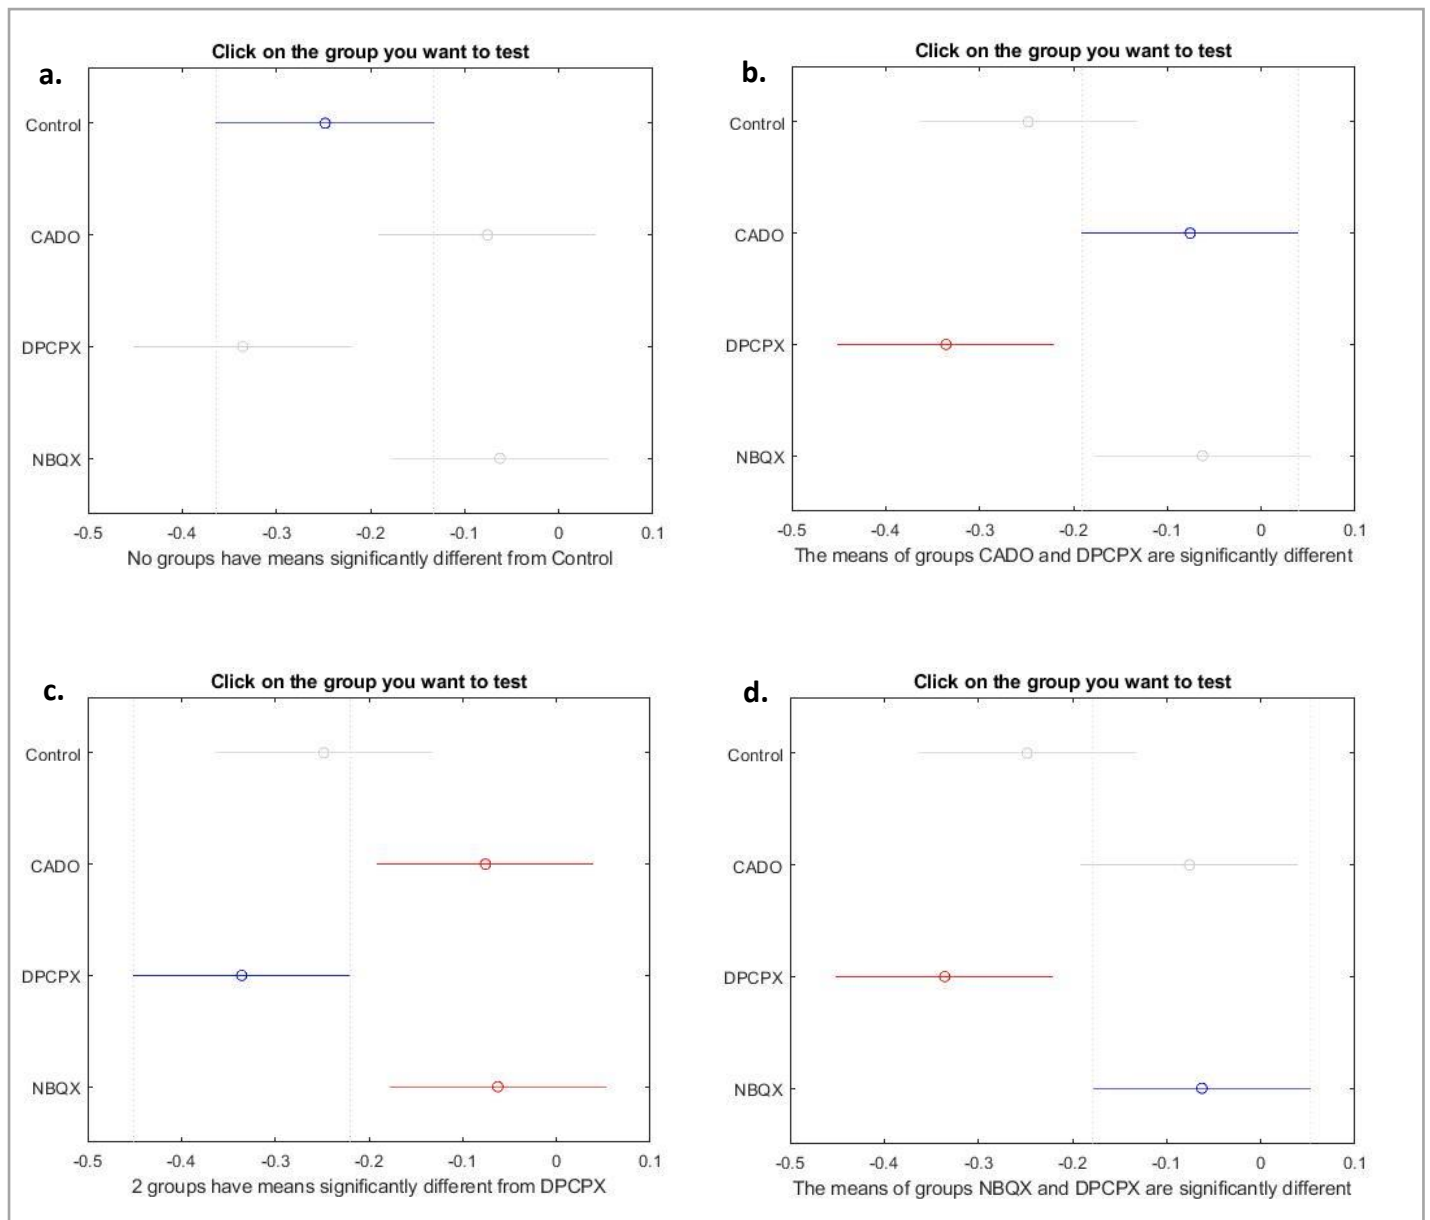 a.
Click on the group you want to test
Control
CADO
DPCPX
NBQX
-0.5 -0.4 -0.3 -0.2 -0.1 0 0.1
No groups have means significantly different from Control
b.
Click on the group you want to test
Control
CADO
DPCPX
NBQX
-0.5 -0.4 -0.3 -0.2 -0.1 0 0.1
The means of groups CADO and DPCPX are significantly different
c.
Click on the group you want to test
Control
CADO
DPCPX
NBQX
-0.5 -0.4 -0.3 -0.2 -0.1 0 0.1
2 groups have means significantly different from DPCPX
d.
Click on the group you want to test
Control
CADO
DPCPX
NBQX
-0.5 -0.4 -0.3 -0.2 -0.1 0 0.1
The means of groups NBQX and DPCPX are significantly different